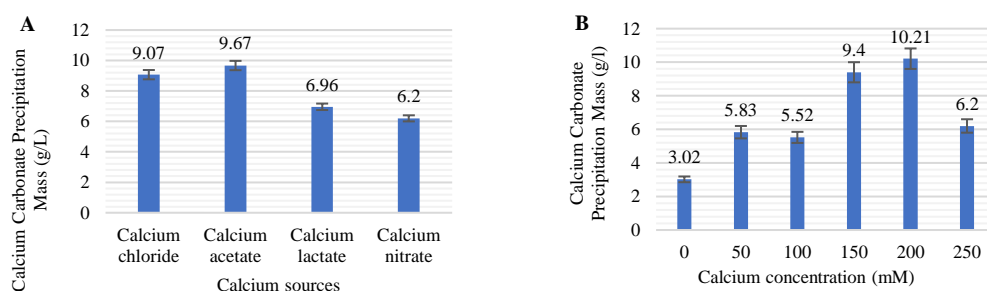 A
Calcium Carbonate Precipitation
Mass (g/L)
12
10
8
6
4
2
0
9.07
9.67
6.96
6.2
Calcium
chloride
Calcium
acetate
Calcium
lactate
Calcium
nitrate
Calcium sources
B
Calcium Carbonate
Precipitation Mass (g/l)
12
10
8
6
4
2
0
3.02
5.83
5.52
9.4
10.21
6.2
0 50 100 150 200 250
Calcium concentration (mM)